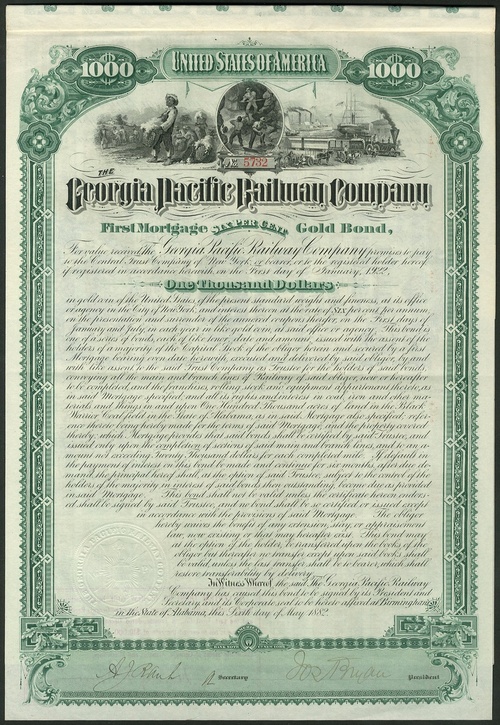 1000 UNITED STATES OF AMERICA 1000
No 5732
THE
Georgia Pacific Railway Company
First Mortgage SIX PER CENT Gold Bond,
For value received The Georgia Pacific Railway Company promises to pay
to the Central Trust Company of New York, or bearer, or to the registered holder hereof
if registered in accordance herewith, on the First day of January, 1922,
One Thousand Dollars
in gold coin of the United States, of the present standard weight and fineness, at its office
or agency in the City of New York, and interest thereon at the rate of six per cent per annum
on the presentation and surrender of the annexed coupons therefor, on the First days of
January and July in each year in like gold coin, at said office or agency. This bond is
one of a series of bonds, each of like tenor, date and amount, issued with the assent of the
holders of a majority of the Capital Stock of the obligor herein and secured by a First
Mortgage bearing even date herewith, executed and delivered by said obligor, by and
with like assent to the said Trust Company as Trustee for the holders of said bonds,
conveying all the main and branch lines of Railway of said obligor, now or hereafter
to be completed, and the franchises, rolling stock and equipment appurtenant thereto, as
in said Mortgage specified, and all its rights and interest in coal, iron and other ma-
terials and things in and upon One Hundred Thousand acres of land in the Black
Warrior Coal field in the State of Alabama, as in said Mortgage also specified, refer-
ence thereto being hereby made for the terms of said Mortgage and the property covered
thereby, which Mortgage provides that said bonds shall be certified by said Trustee, and
issued only upon the completion of sections of said main and branch lines, and to an a-
mount not exceeding Twenty Thousand dollars for each completed mile. If default in
the payment of interest on this bond be made and continue for six months, after due de-
mand, the principal hereof shall, at the option of said Trustee, subject to the control of the
holders of the majority in interest of said bonds then outstanding, become due as provided
in said Mortgage. This bond shall not be valid unless the certificate hereon endors-
ed shall be signed by said Trustee, and no bond shall be so certified or issued except
in accordance with the provisions of said Mortgage. The obligor
hereby waives the benefit of any extension, stay, or appraisement
law, now existing or that may hereafter exist. This bond may
at the option of the holder, be transferred upon the books of the
obligor but thereafter no transfer except upon said books shall
be valid, unless the last transfer shall be to bearer, which shall
restore transferability by delivery.
In Witness Whereof the said The Georgia Pacific Railway
Company has caused this bond to be signed by its President and
Secretary, and its Corporate seal to be hereto affixed at Birmingham
in the State of Alabama, this Sixth day of May 1882.
Secretary Jos Bryan President